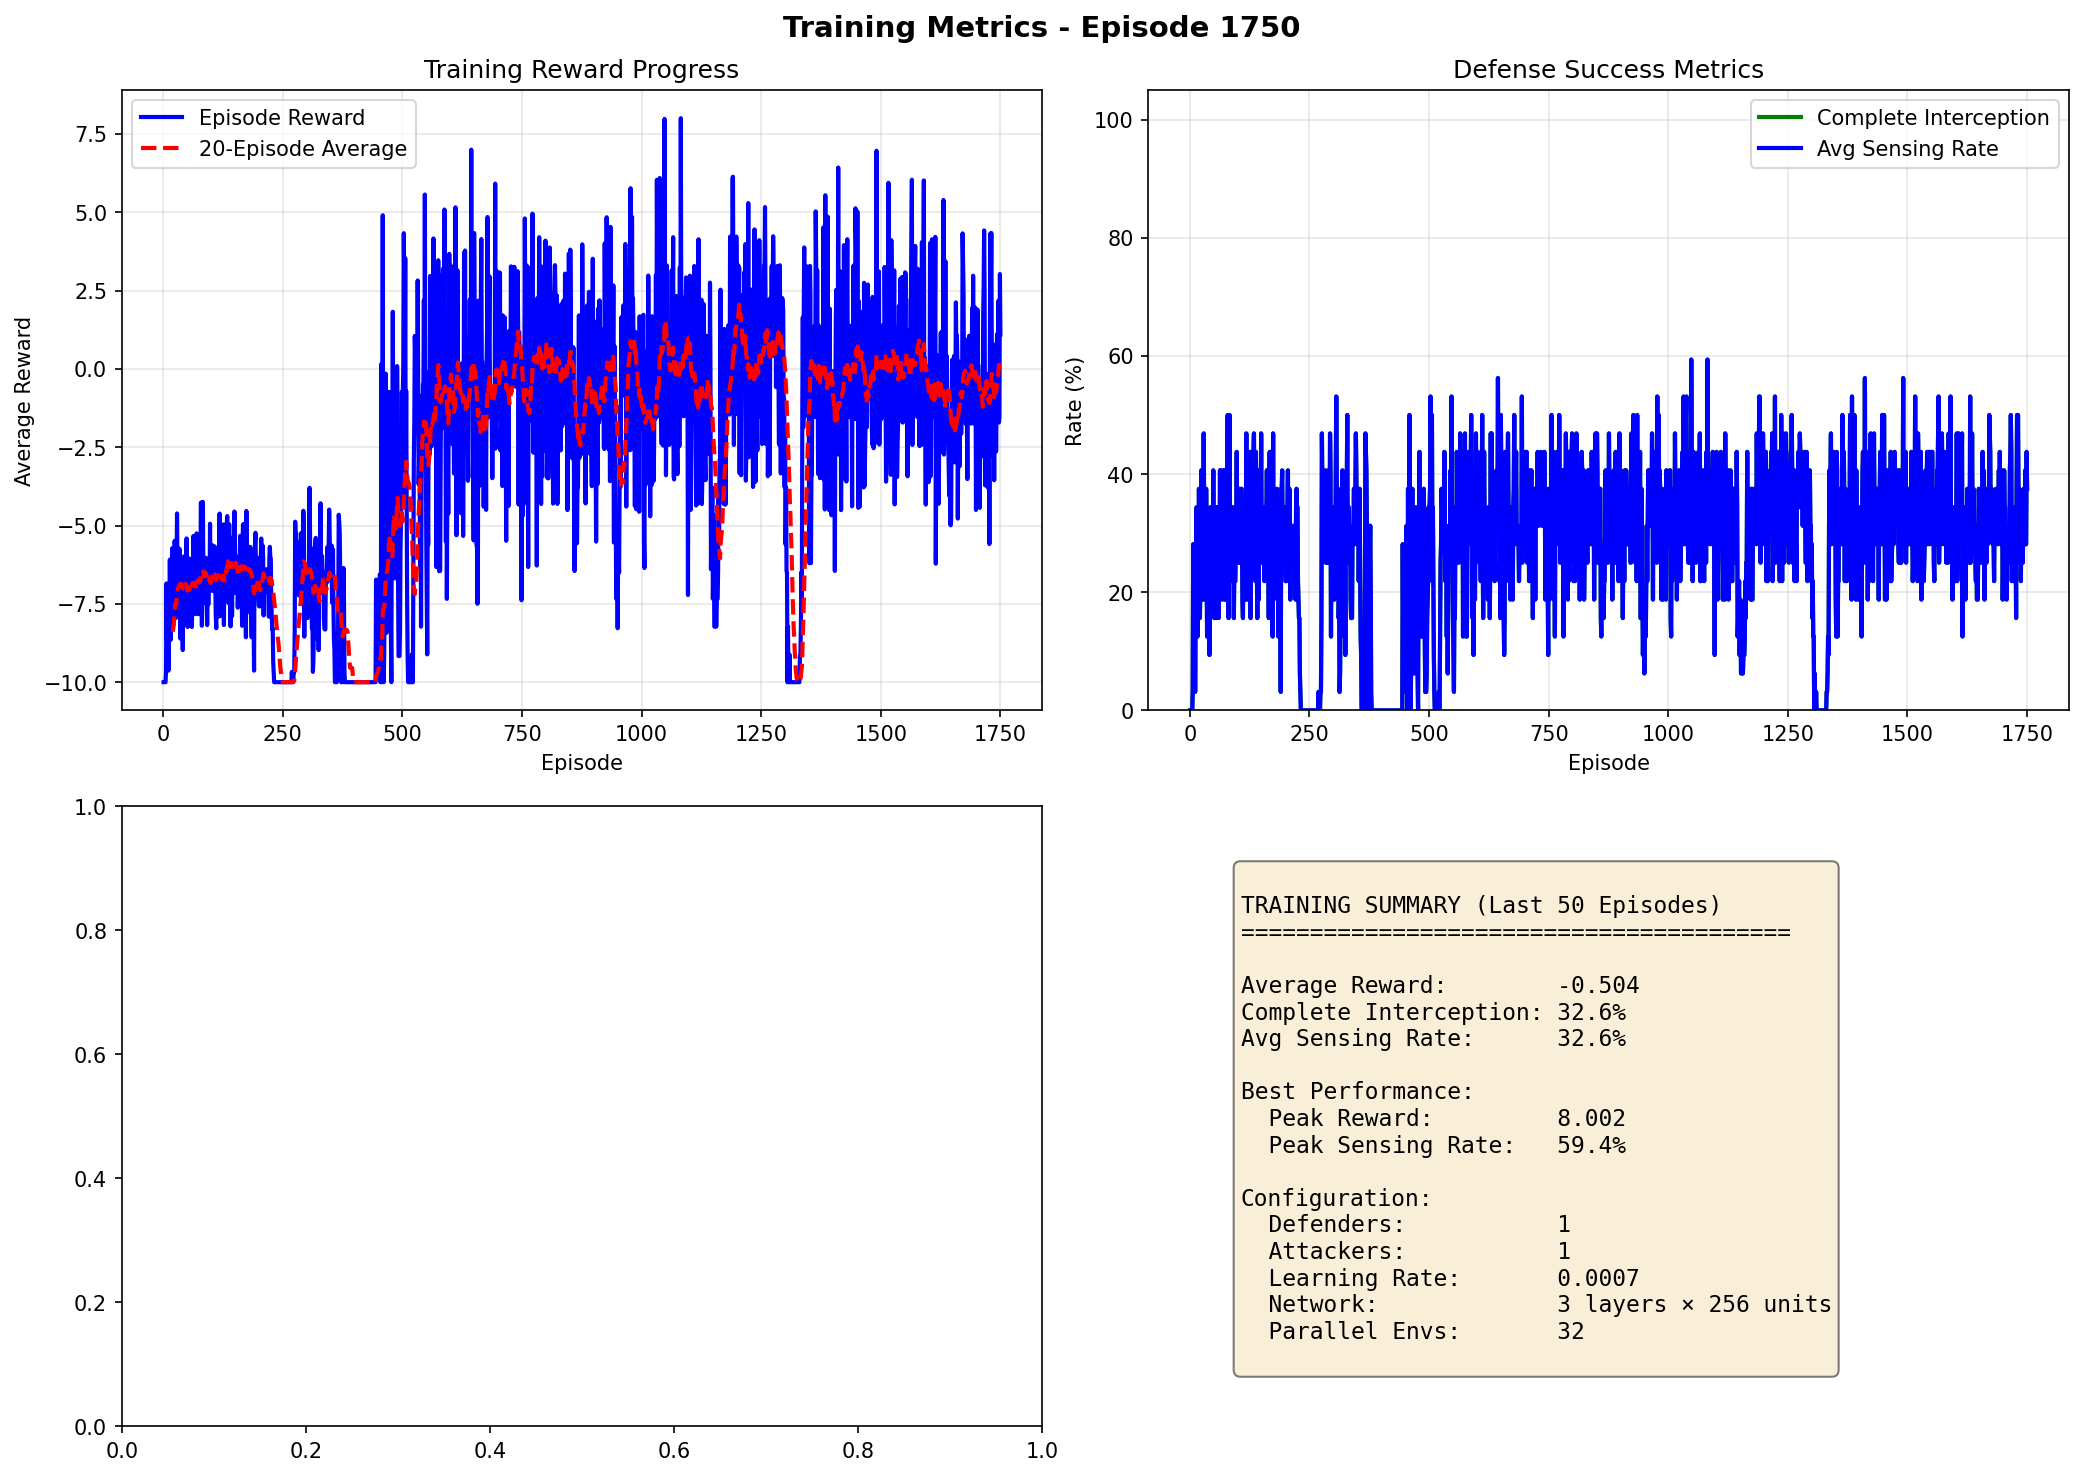 Training Metrics - Episode 1750
Training Reward Progress
Episode Reward
20-Episode Average
7.5
5.0
2.5
0.0
−2.5
−5.0
−7.5
−10.0
Average Reward
0 250 500 750 1000 1250 1500 1750
Episode
Defense Success Metrics
Complete Interception
Avg Sensing Rate
100
80
60
40
20
0
Rate (%)
0 250 500 750 1000 1250 1500 1750
Episode
1.0
0.8
0.6
0.4
0.2
0.0
0.0 0.2 0.4 0.6 0.8 1.0
TRAINING SUMMARY (Last 50 Episodes)
========================================
Average Reward: -0.504
Complete Interception: 32.6%
Avg Sensing Rate: 32.6%
Best Performance:
Peak Reward: 8.002
Peak Sensing Rate: 59.4%
Configuration:
Defenders: 1
Attackers: 1
Learning Rate: 0.0007
Network: 3 layers × 256 units
Parallel Envs: 32